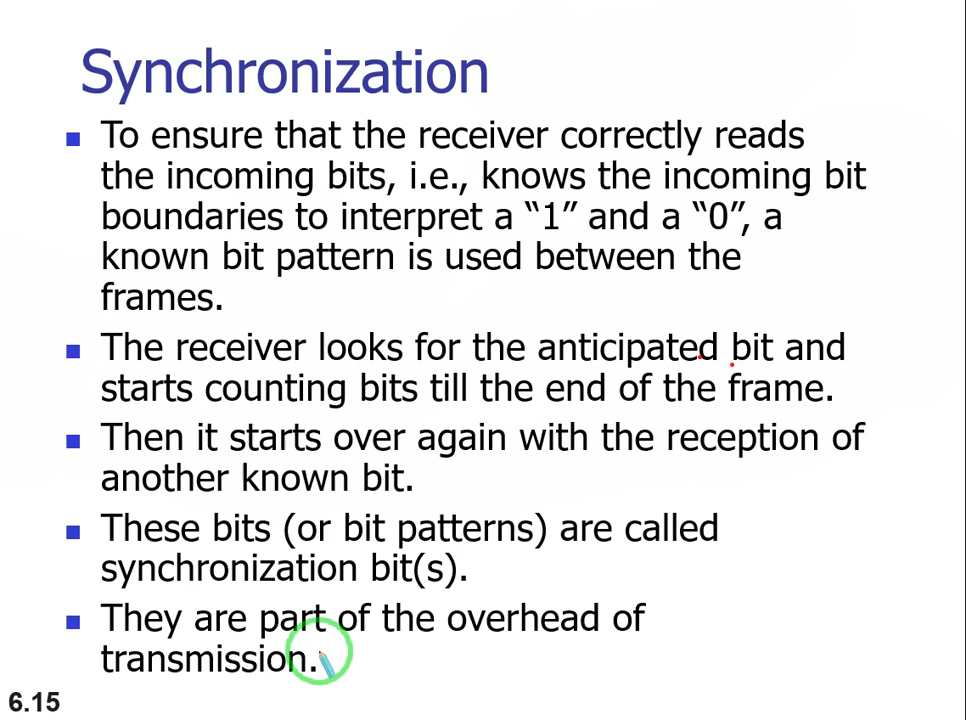 Synchronization
To ensure that the receiver correctly reads
the incoming bits, i.e., knows the incoming bit
boundaries to interpret a “1” and a “0”, a
known bit pattern is used between the
frames.
The receiver looks for the anticipated bit and
starts counting bits till the end of the frame.
Then it starts over again with the reception of
another known bit.
These bits (or bit patterns) are called
synchronization bit(s).
They are part of the overhead of
transmission.
6.15